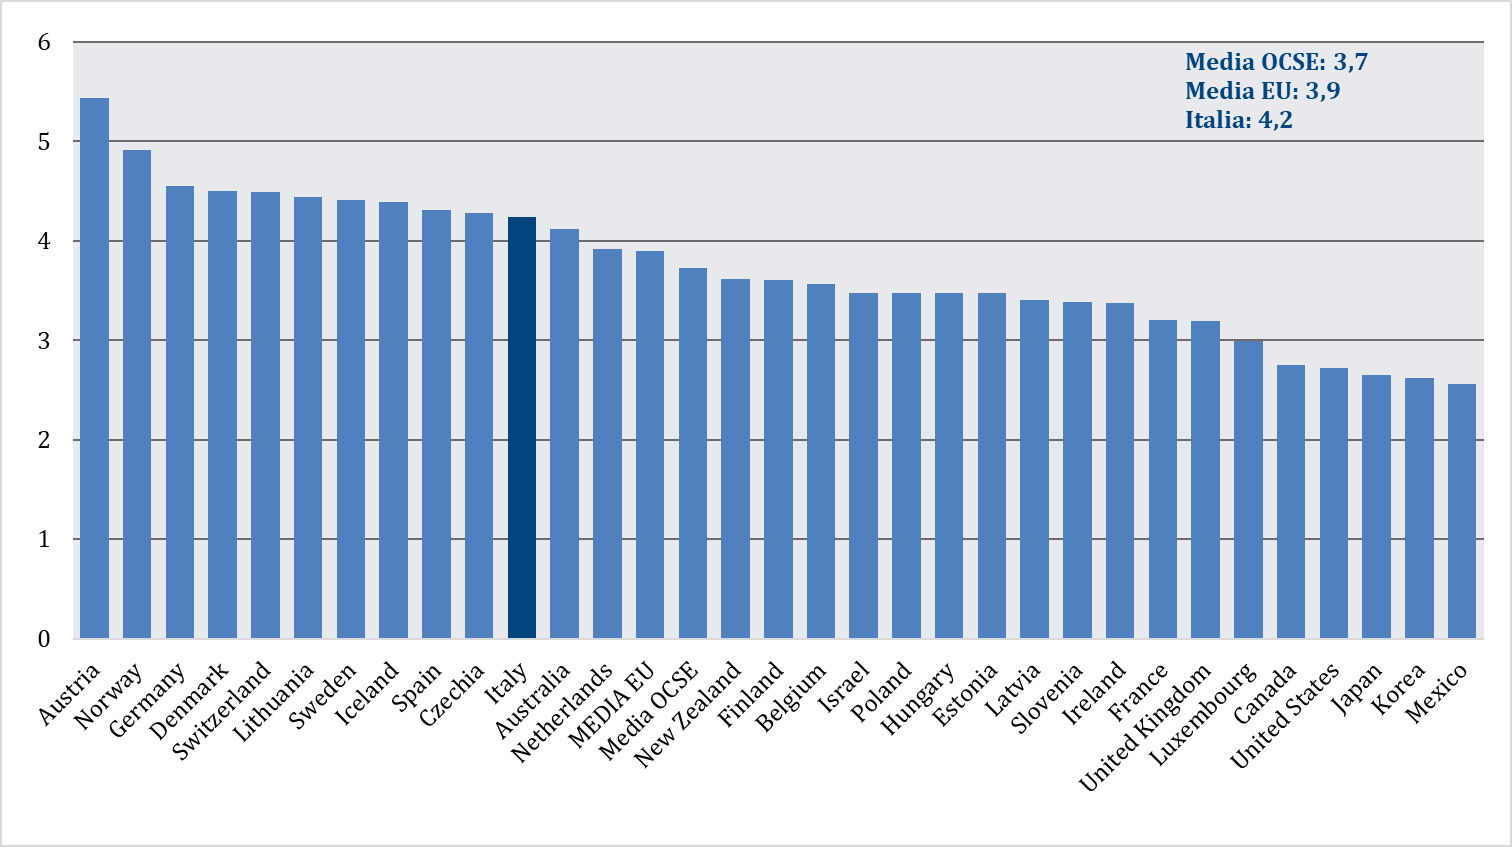 6
Media OCSE: 3,7
Media EU: 3,9
Italia: 4,2
5
4
3
2
1
0
Austria
Norway
Germany
Denmark
Switzerland
Lithuania
Sweden
Iceland
Spain
Czechia
Italy
Australia
Netherlands
MEDIA EU
Media OCSE
New Zealand
Finland
Belgium
Israel
Poland
Hungary
Estonia
Latvia
Slovenia
Ireland
France
United Kingdom
Luxembourg
Canada
United States
Japan
Korea
Mexico